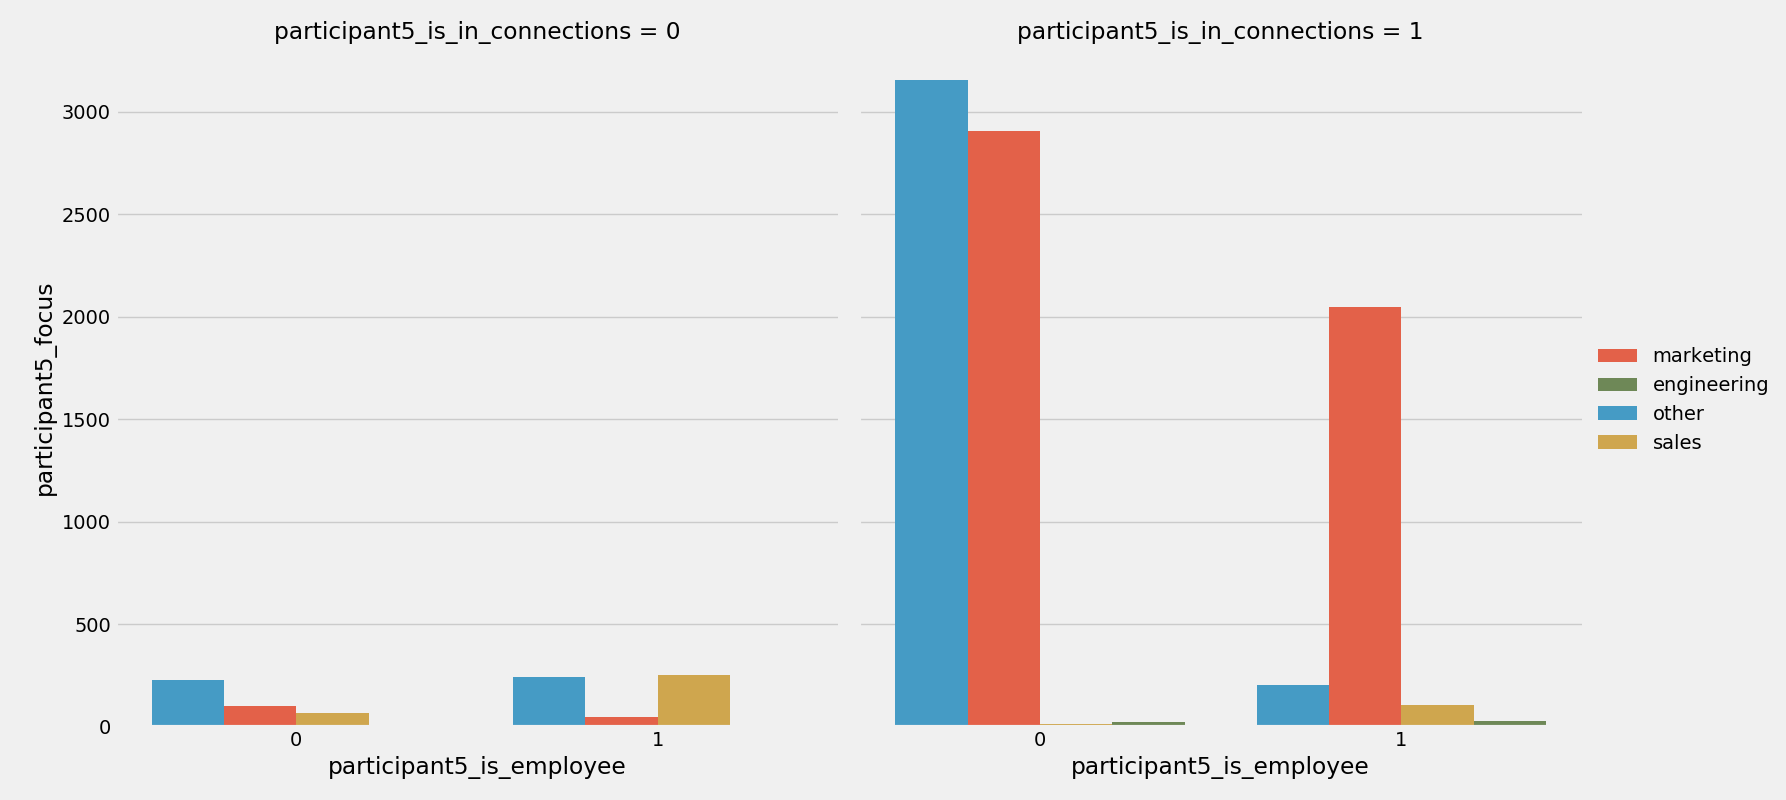 participant5_is_in_connections = 0
participant5_is_in_connections = 1
participant5_focus
3000
2500
2000
1500
1000
500
0
0
1
0
1
participant5_is_employee
participant5_is_employee
marketing
engineering
other
sales